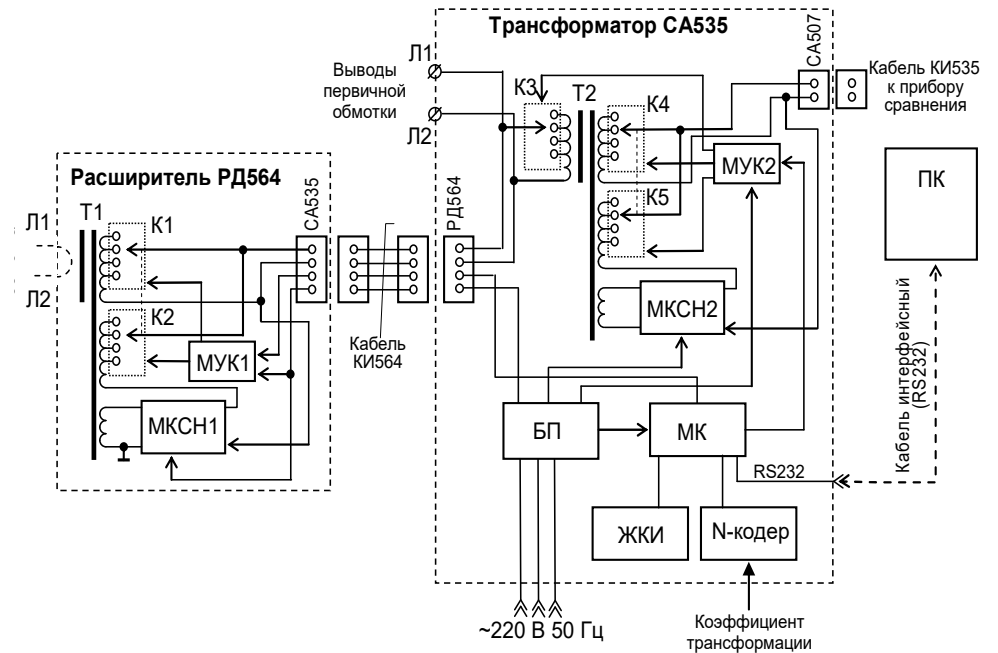 Трансформатор СА535
СА507
Л1
Выводы
первичной
обмотки
Л2
К3
Т2
К4
К5
МУК2
МКСН2
Кабель КИ535
к прибору
сравнения
ПК
Расширитель РД564
Л1
Т1
К1
Л2
К2
МУК1
МКСН1
СА535
Кабель
КИ564
РД564
БП
МК
RS232
ЖКИ
N-кодер
Кабель интерфейсный
(RS232)
~220 В 50 Гц
Коэффициент
трансформации